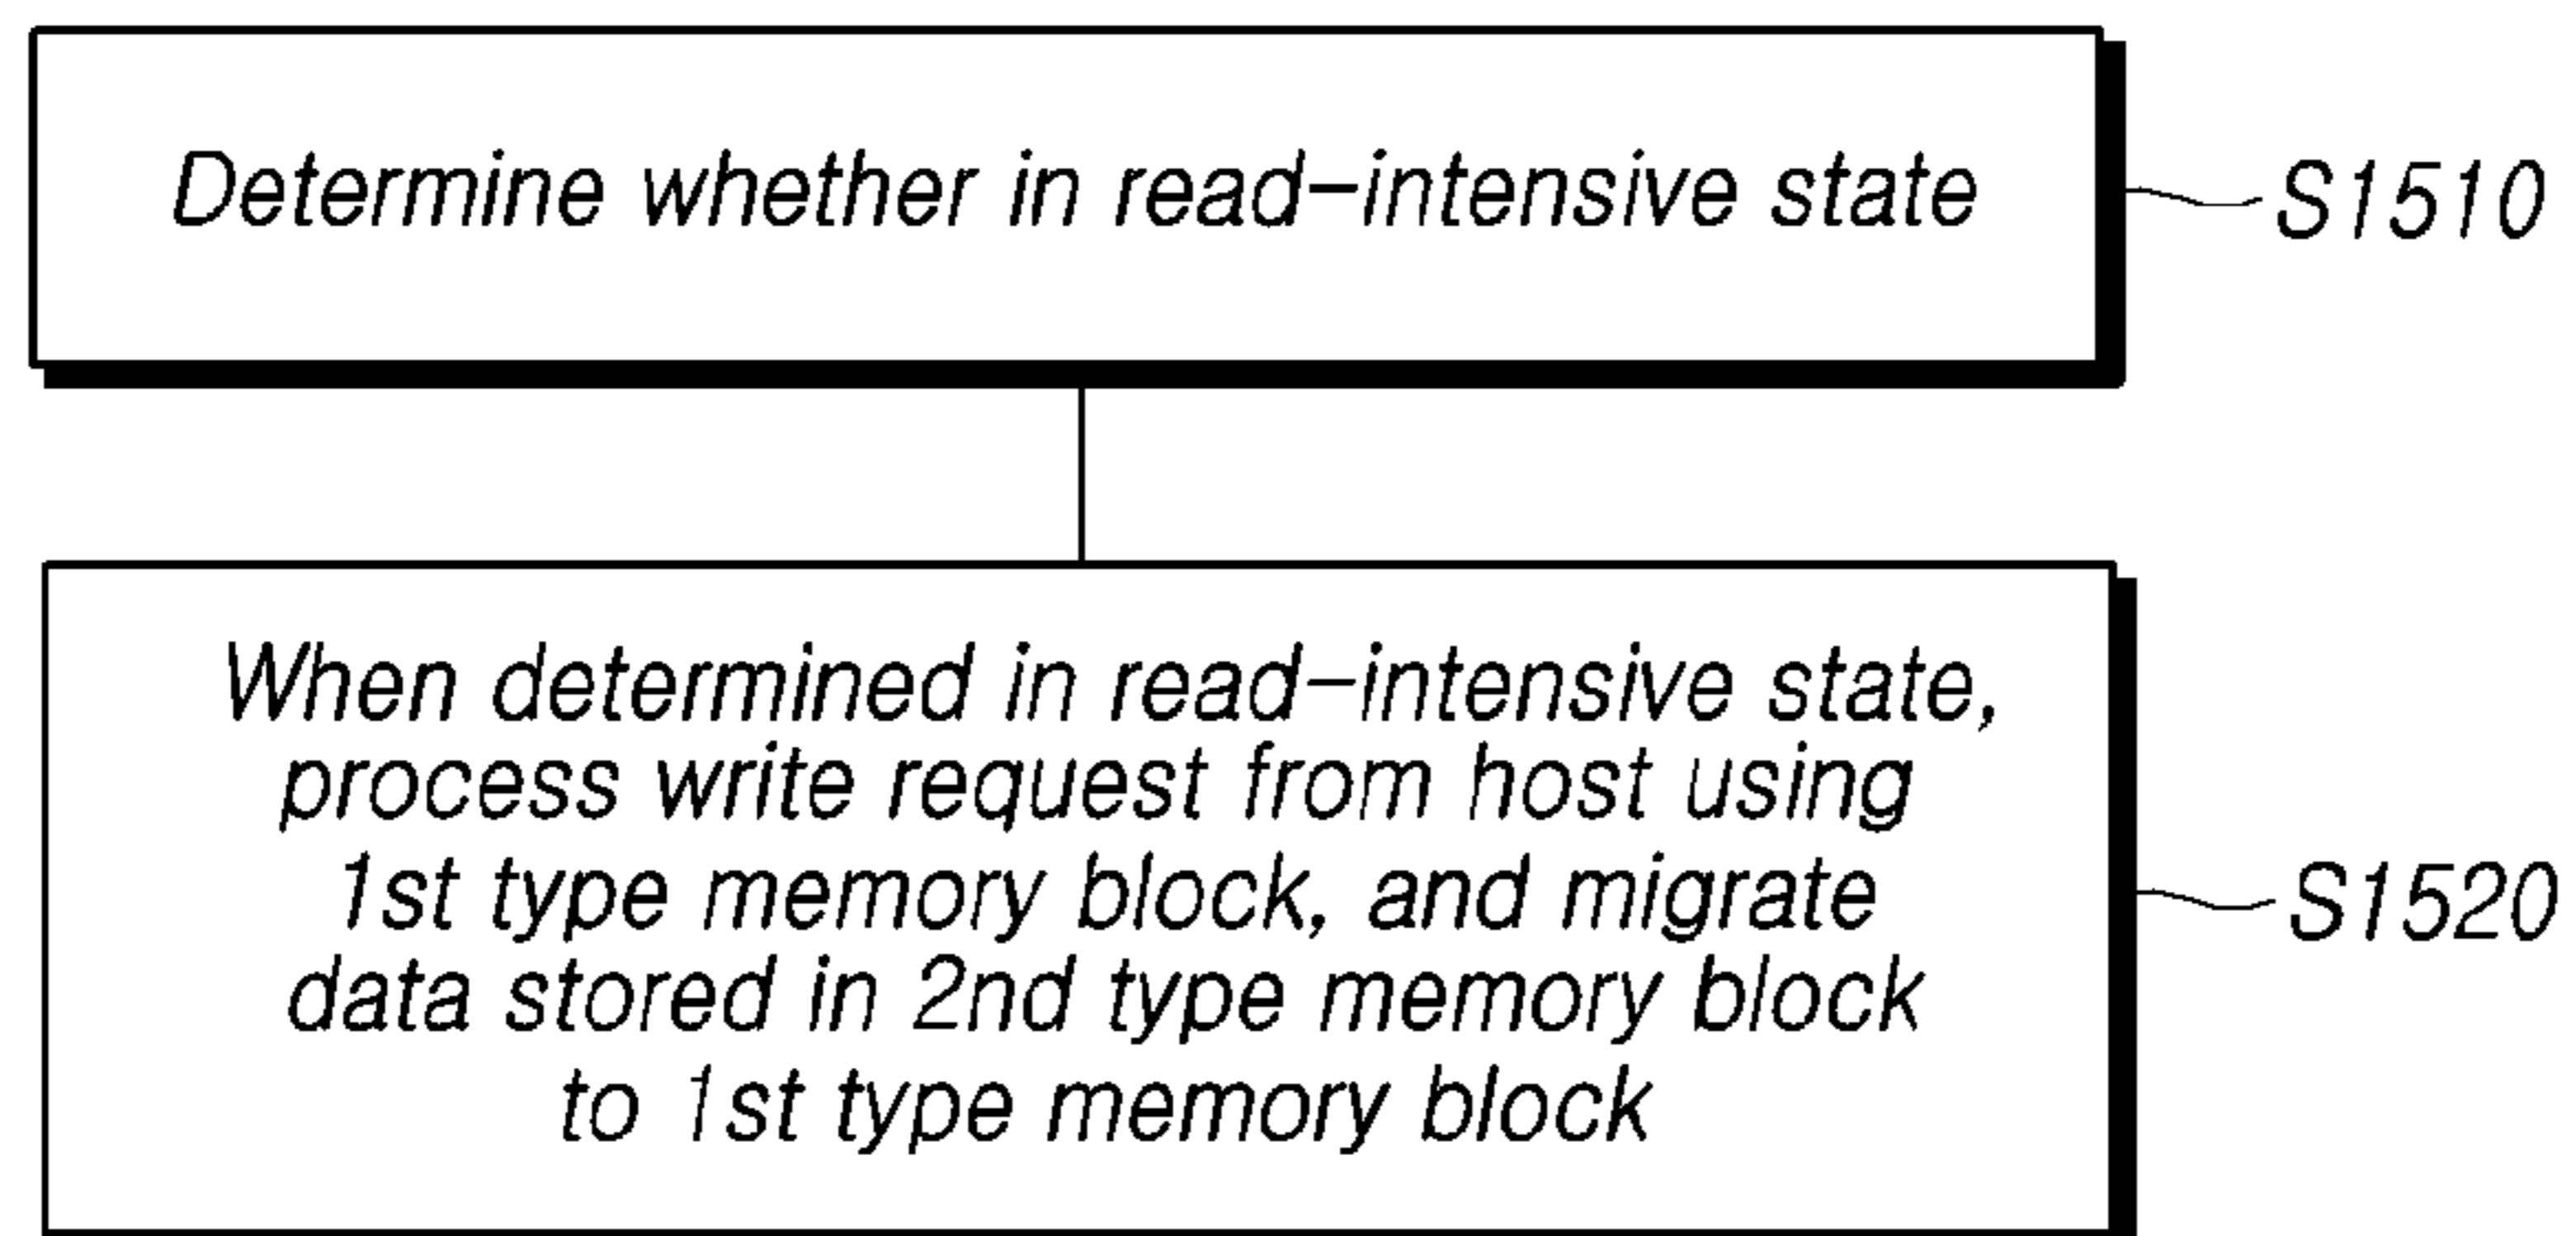 Determine whether in read-intensive state
S1510
When determined in read-intensive state,
process write request from host using
1st type memory block, and migrate
data stored in 2nd type memory block
to 1st type memory block
S1520